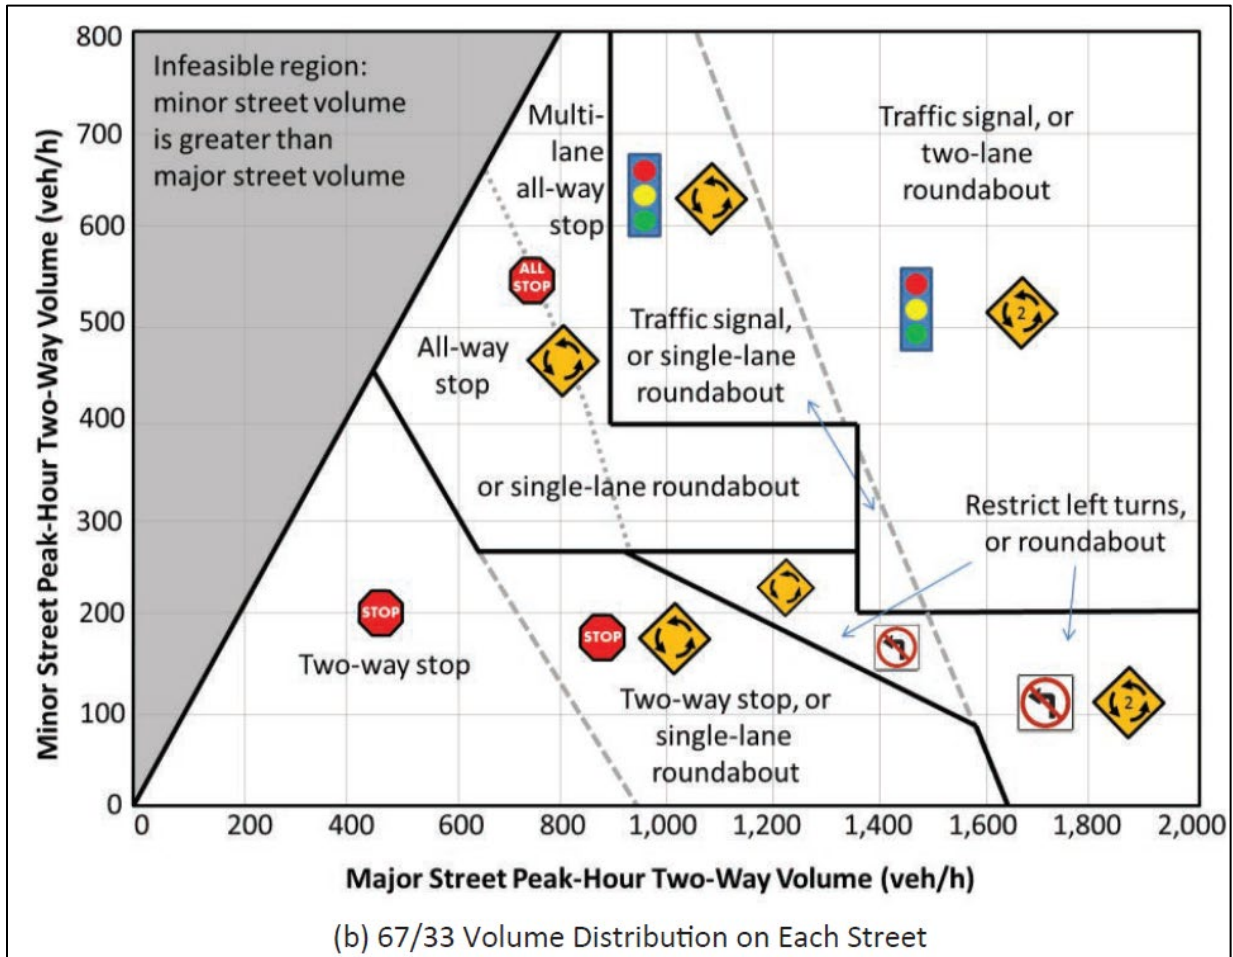 800
700
600
500
400
300
200
100
0
Minor Street Peak-Hour Two-Way Volume (veh/h)
Infeasible region:
minor street volume
is greater than
major street volume
Multi-
lane
all-way
stop
Traffic signal, or
two-lane
roundabout
ALL
STOP
2
Traffic signal,
or single-lane
roundabout
All-way
stop
or single-lane roundabout
Restrict left turns,
or roundabout
STOP
Two-way stop
STOP
Two-way stop, or
single-lane
roundabout
2
0 200 400 600 800 1,000 1,200 1,400 1,600 1,800 2,000
Major Street Peak-Hour Two-Way Volume (veh/h)
(b) 67/33 Volume Distribution on Each Street